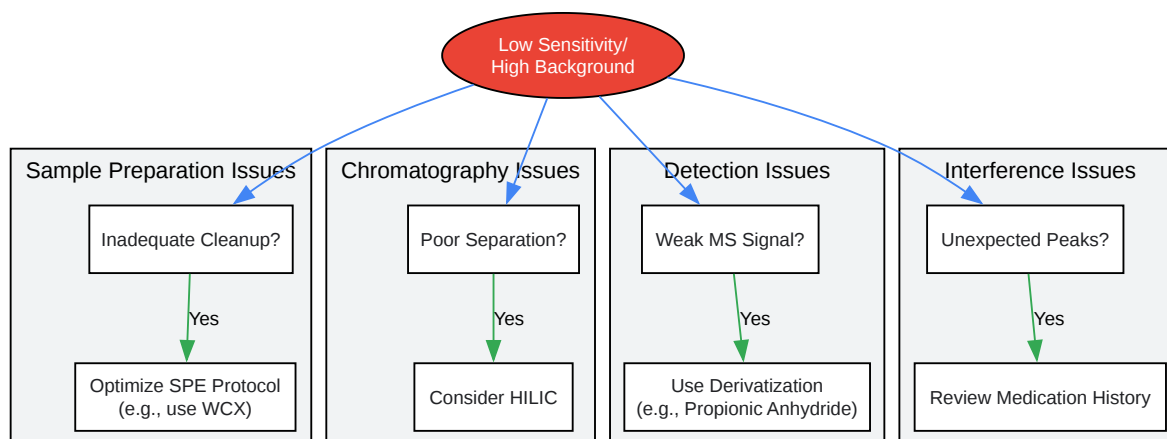 Low Sensitivity/
High Background
Sample Preparation Issues
Chromatography Issues
Detection Issues
Interference Issues
Inadequate Cleanup?
Poor Separation?
Weak MS Signal?
Unexpected Peaks?
Yes
Yes
Yes
Yes
Optimize SPE Protocol
(e.g., use WCX)
Consider HILIC
Use Derivatization
(e.g., Propionic Anhydride)
Review Medication History